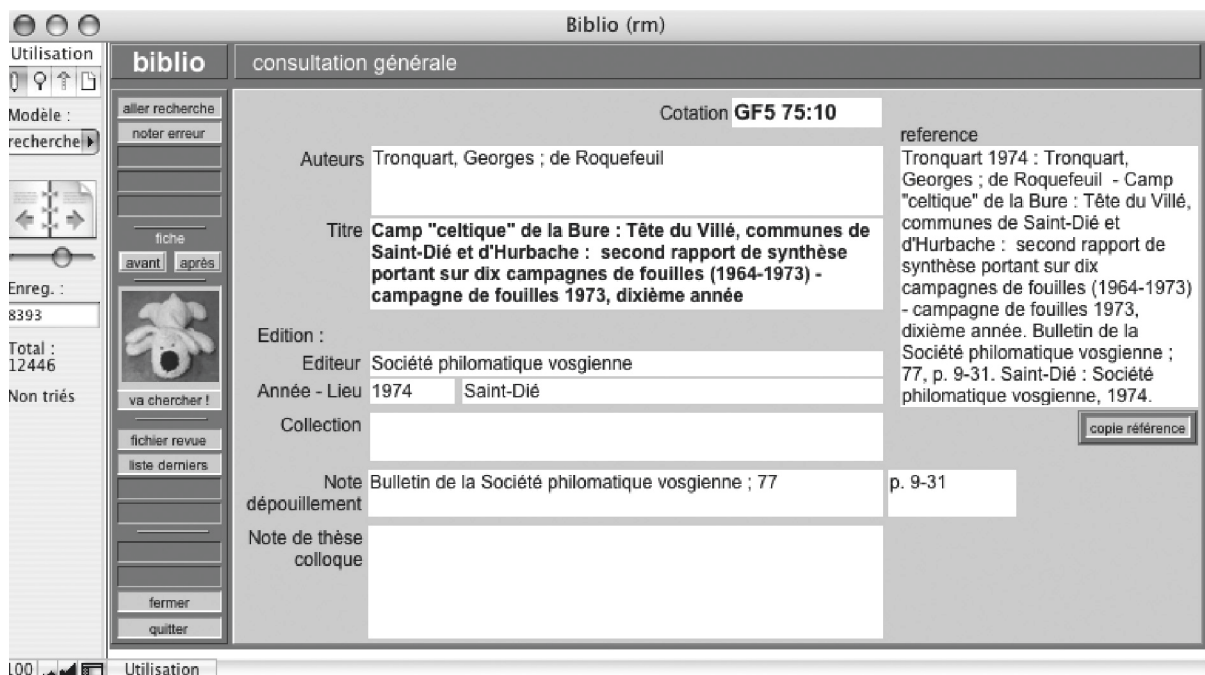 Biblio (rm)
Utilisation
Modèle :
recherche
Enreg. :
8393
Total :
12446
Non triés
biblio
consultation générale
aller recherche
noter erreur
fiche
avant après
va chercher !
fichier revue
liste derniers
fermer
quitter
Cotation GF5 75:10
Auteurs Tronquart, Georges ; de Roquefeuil
Titre Camp "celtique" de la Bure : Tête du Villé, communes de
Saint-Dié et d'Hurbache : second rapport de synthèse
portant sur dix campagnes de fouilles (1964-1973) -
campagne de fouilles 1973, dixième année
Edition :
Editeur Société philomatique vosgienne
Année - Lieu 1974 Saint-Dié
Collection
Note Bulletin de la Société philomatique vosgienne ; 77 p. 9-31
dépouillement
Note de thèse
colloque
reference
Tronquart 1974 : Tronquart,
Georges ; de Roquefeuil - Camp
"celtique" de la Bure : Tête du Villé,
communes de Saint-Dié et
d'Hurbache : second rapport de
synthèse portant sur dix
campagnes de fouilles (1964-1973)
- campagne de fouilles 1973,
dixième année. Bulletin de la
Société philomatique vosgienne ;
77, p. 9-31. Saint-Dié : Société
philomatique vosgienne, 1974.
copie référence
100
Utilisation